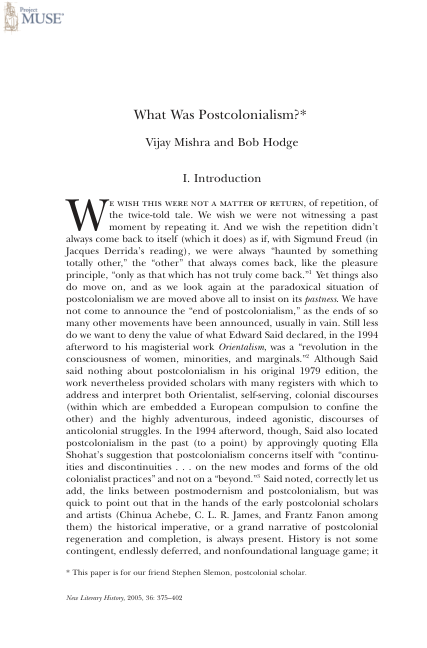 Project
MUSE®
What Was Postcolonialism?*
Vijay Mishra and Bob Hodge
I. Introduction
WE WISH THIS WERE NOT A MATTER OF RETURN, of repetition, of
the twice-told tale. We wish we were not witnessing a past
moment by repeating it. And we wish the repetition didn't
always come back to itself (which it does) as if, with Sigmund Freud (in
Jacques Derrida's reading), we were always "haunted by something
totally other," the "other" that always comes back, like the pleasure
principle, "only as that which has not truly come back."1 Yet things also
do move on, and as we look again at the paradoxical situation of
postcolonialism we are moved above all to insist on its pastness. We have
not come to announce the "end of postcolonialism," as the ends of so
many other movements have been announced, usually in vain. Still less
do we want to deny the value of what Edward Said declared, in the 1994
afterword to his magisterial work Orientalism, was a "revolution in the
consciousness of women, minorities, and marginals."2 Although Said
said nothing about postcolonialism in his original 1979 edition, the
work nevertheless provided scholars with many registers with which to
address and interpret both Orientalist, self-serving, colonial discourses
(within which are embedded a European compulsion to confine the
other) and the highly adventurous, indeed agonistic, discourses of
anticolonial struggles. In the 1994 afterword, though, Said also located
postcolonialism in the past (to a point) by approvingly quoting Ella
Shohat's suggestion that postcolonialism concerns itself with "continu-
ities and discontinuities . . . on the new modes and forms of the old
colonialist practices" and not on a "beyond."3 Said noted, correctly let us
add, the links between postmodernism and postcolonialism, but was
quick to point out that in the hands of the early postcolonial scholars
and artists (Chinua Achebe, C. L. R. James, and Frantz Fanon among
them) the historical imperative, or a grand narrative of postcolonial
regeneration and completion, is always present. History is not some
contingent, endlessly deferred, and nonfoundational language game; it
* This paper is for our friend Stephen Slemon, postcolonial scholar.
New Literary History, 2005, 36: 375–402